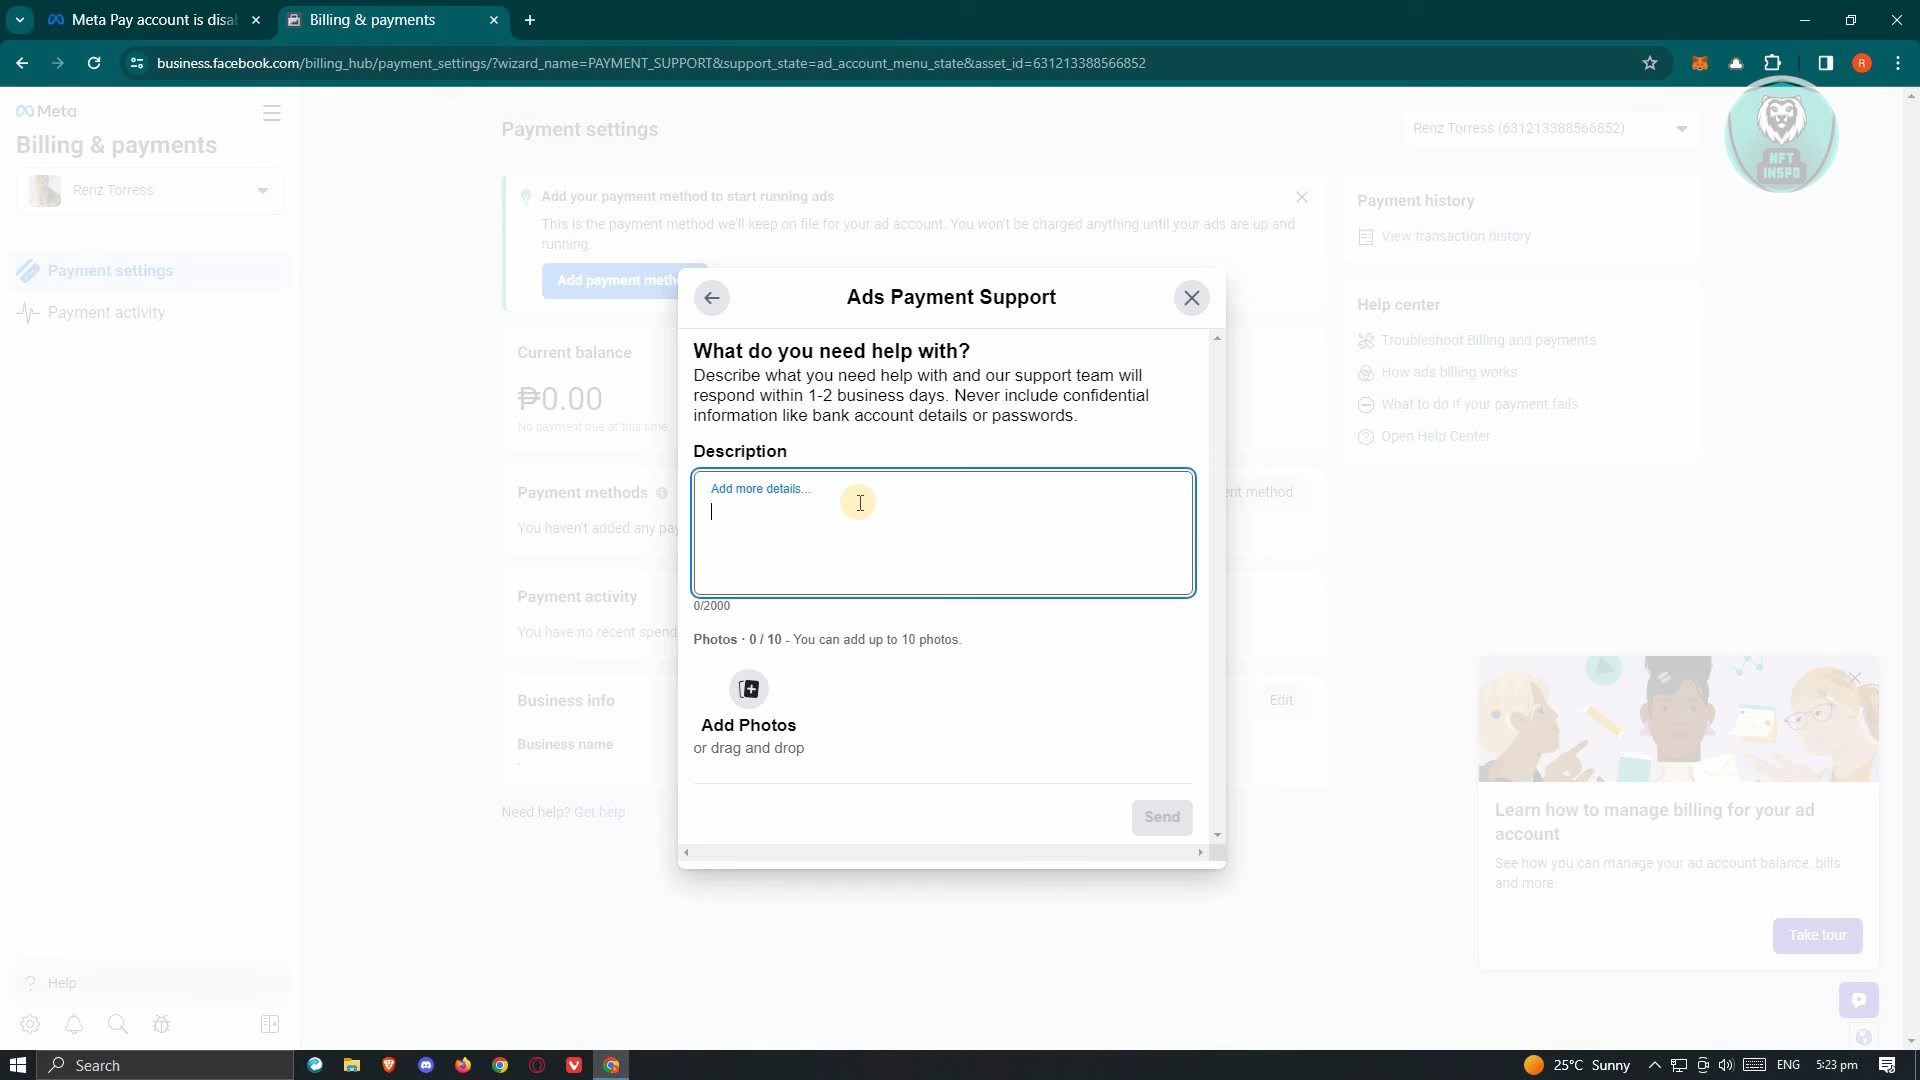 Meta Pay account is disal
Billing & payments
business.facebook.com/billing_hub/payment_settings/?wizard_name=PAYMENT_SUPPORT&support_state=ad_account_menu_state&asset_id=631213388566852
R
Meta
Billing & payments
Renz Torress
Payment settings
Payment activity
Payment settings
Renz Torress (631213388566852)
NFT
INSPO
Add your payment method to start running ads
This is the payment method we'll keep on file for your ad account. You won't be charged anything until your ads are up and
running.
Add payment meth
Payment history
View transaction history
Help center
Troubleshoot Billing and payments
How ads billing works
What to do if your payment fails
Open Help Center
Current balance
₱0.00
No payment due at this time.
Payment methods
ent method
You haven't added any pay
Payment activity
You have no recent spend
Business info
Edit
Business name
-
Need help? Get help
Ads Payment Support
What do you need help with?
Describe what you need help with and our support team will
respond within 1-2 business days. Never include confidential
information like bank account details or passwords.
Description
Add more details...
0/2000
Photos · 0 / 10 - You can add up to 10 photos.
Add Photos
or drag and drop
Send
Learn how to manage billing for your ad
account
See how you can manage your ad account balance, bills
and more.
Take tour
Help
Search
25°C Sunny
ENG
5:23 pm